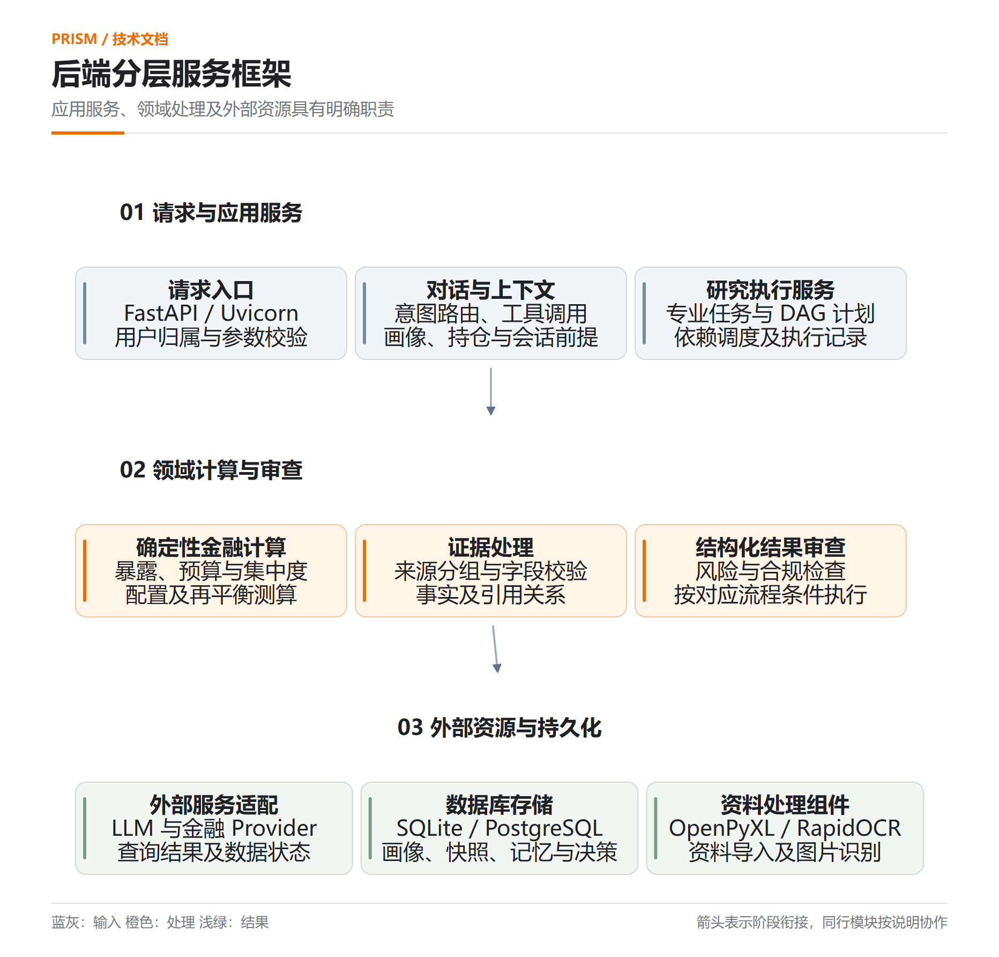 PRISM / 技术文档
后端分层服务框架
应用服务、领域处理及外部资源具有明确职责
01 请求与应用服务
请求入口
FastAPI / Uvicorn
用户归属与参数校验
对话与上下文
意图路由、工具调用
画像、持仓与会话前提
研究执行服务
专业任务与 DAG 计划
依赖调度及执行记录
02 领域计算与审查
确定性金融计算
暴露、预算与集中度
配置及再平衡测算
证据处理
来源分组与字段校验
事实及引用关系
结构化结果审查
风险与合规检查
按对应流程条件执行
03 外部资源与持久化
外部服务适配
LLM 与金融 Provider
查询结果及数据状态
数据库存储
SQLite / PostgreSQL
画像、快照、记忆与决策
资料处理组件
OpenPyXL / RapidOCR
资料导入及图片识别
蓝灰：输入 橙色：处理 浅绿：结果
箭头表示阶段衔接，同行模块按说明协作